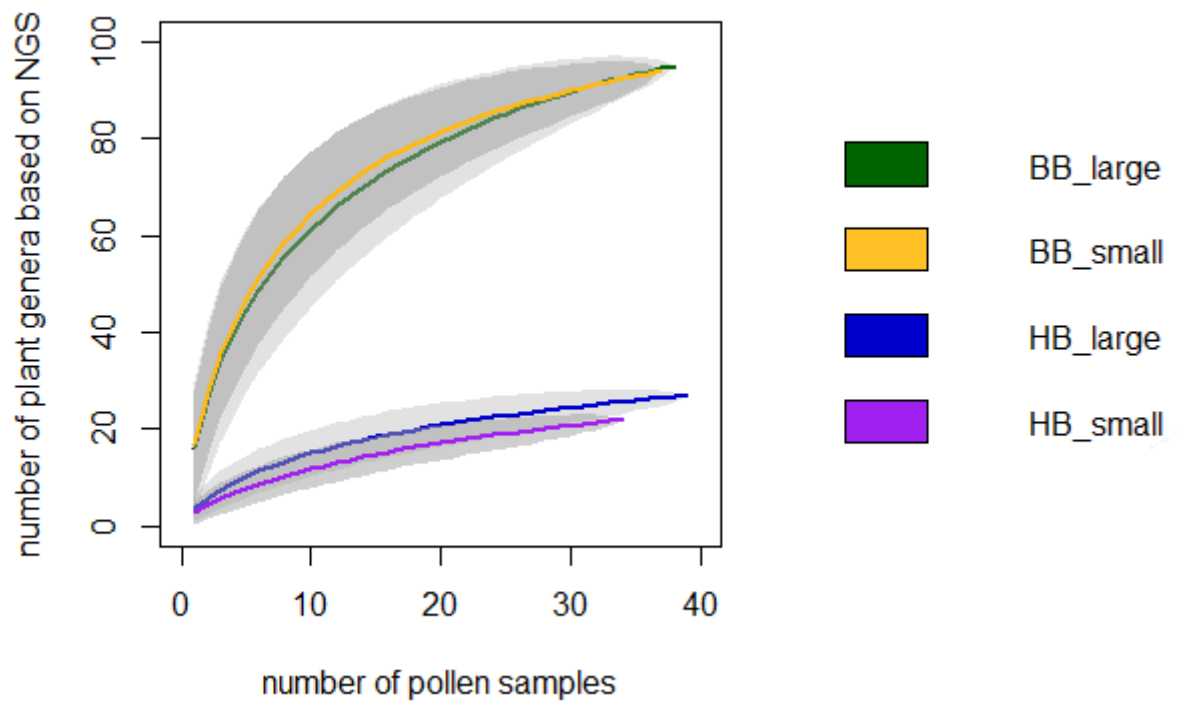 number of plant genera based on NGS
100
80
60
40
20
0
0 10 20 30 40
number of pollen samples
BB_large
BB_small
HB_large
HB_small